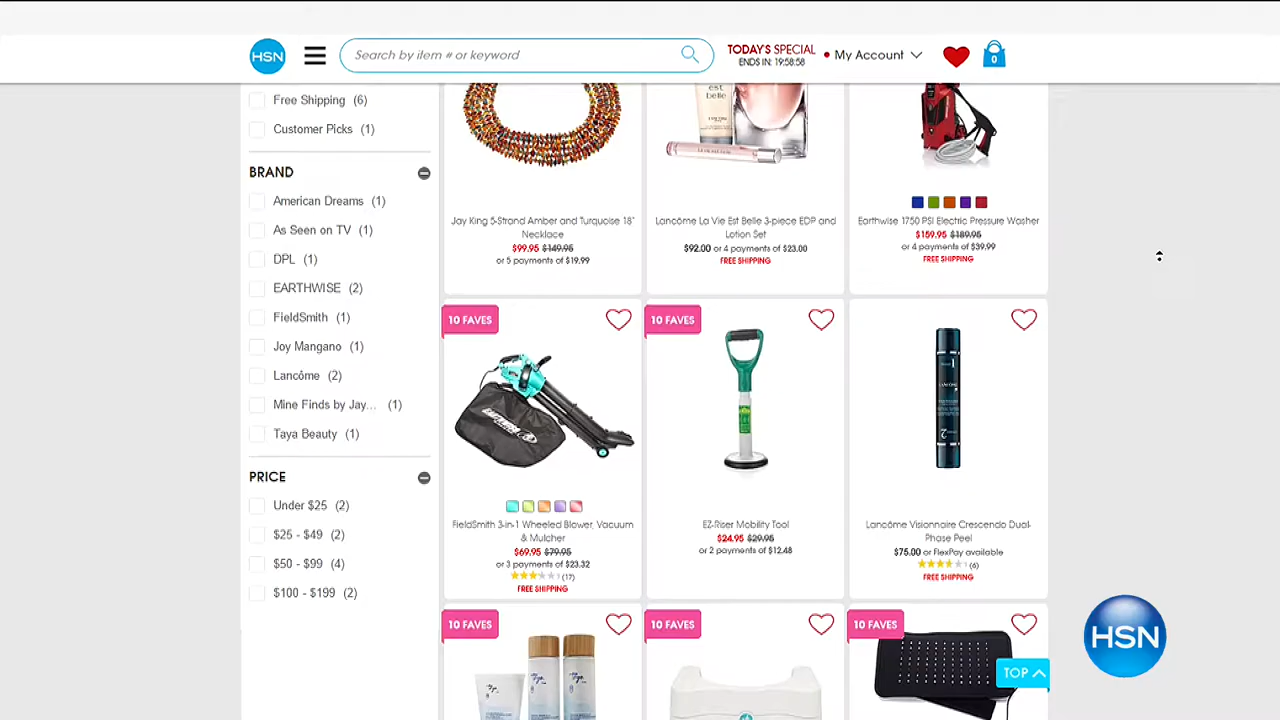 HSN
Search by item # or keyword
TODAY'S SPECIAL
ENDS IN: 19:58:58
My Account
0
Free Shipping (6)
Customer Picks (1)
BRAND
American Dreams (1)
As Seen on TV (1)
DPL (1)
EARTHWISE (2)
FieldSmith (1)
Joy Mangano (1)
Lancôme (2)
Mine Finds by Jay... (1)
Taya Beauty (1)
PRICE
Under $25 (2)
$25 - $49 (2)
$50 - $99 (4)
$100 - $199 (2)
Jay King 5-Strand Amber and Turquoise 18"
Necklace
$99.95 $149.95
or 5 payments of $19.99
est
belle
Lancôme La Vie Est Belle 3-piece EDP and
Lotion Set
$92.00 or 4 payments of $23.00
FREE SHIPPING
Earthwise 1750 PSI Electric Pressure Washer
$159.95 $189.95
or 4 payments of $39.99
FREE SHIPPING
10 FAVES
FieldSmith 3-in-1 Wheeled Blower, Vacuum
& Mulcher
$69.95 $79.95
or 3 payments of $23.32
(17)
FREE SHIPPING
10 FAVES
EZ-Riser Mobility Tool
$24.95 $29.95
or 2 payments of $12.48
1
LANCÔME
2
Lancôme Visionnaire Crescendo Dual-
Phase Peel
$75.00 or FlexPay available
(6)
FREE SHIPPING
10 FAVES
10 FAVES
10 FAVES
TOP
HSN